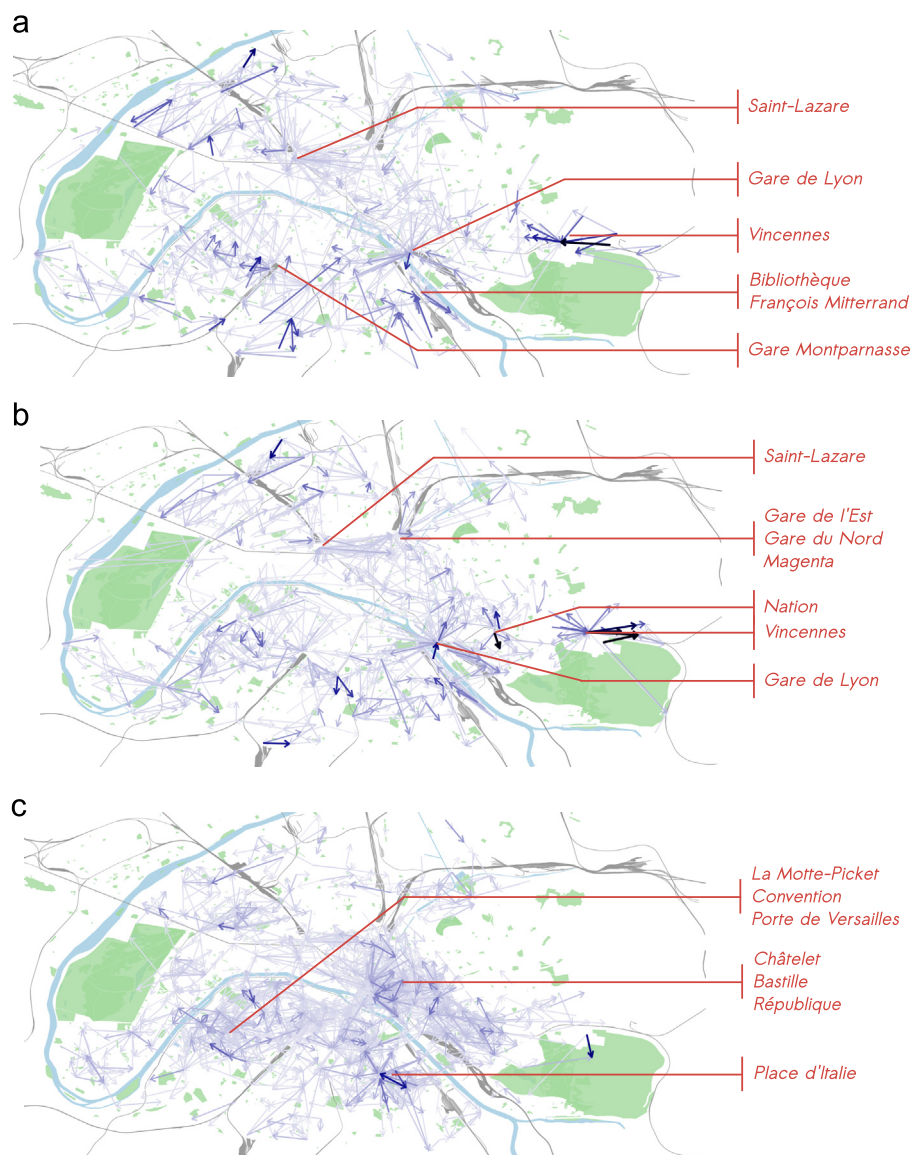 a
Saint-Lazare
Gare de Lyon
Vincennes
Bibliothèque
François Mitterrand
Gare Montparnasse
b
Saint-Lazare
Gare de l'Est
Gare du Nord
Magenta
Nation
Vincennes
Gare de Lyon
c
La Motte-Picket
Convention
Porte de Versailles
Châtelet
Bastille
République
Place d'Italie